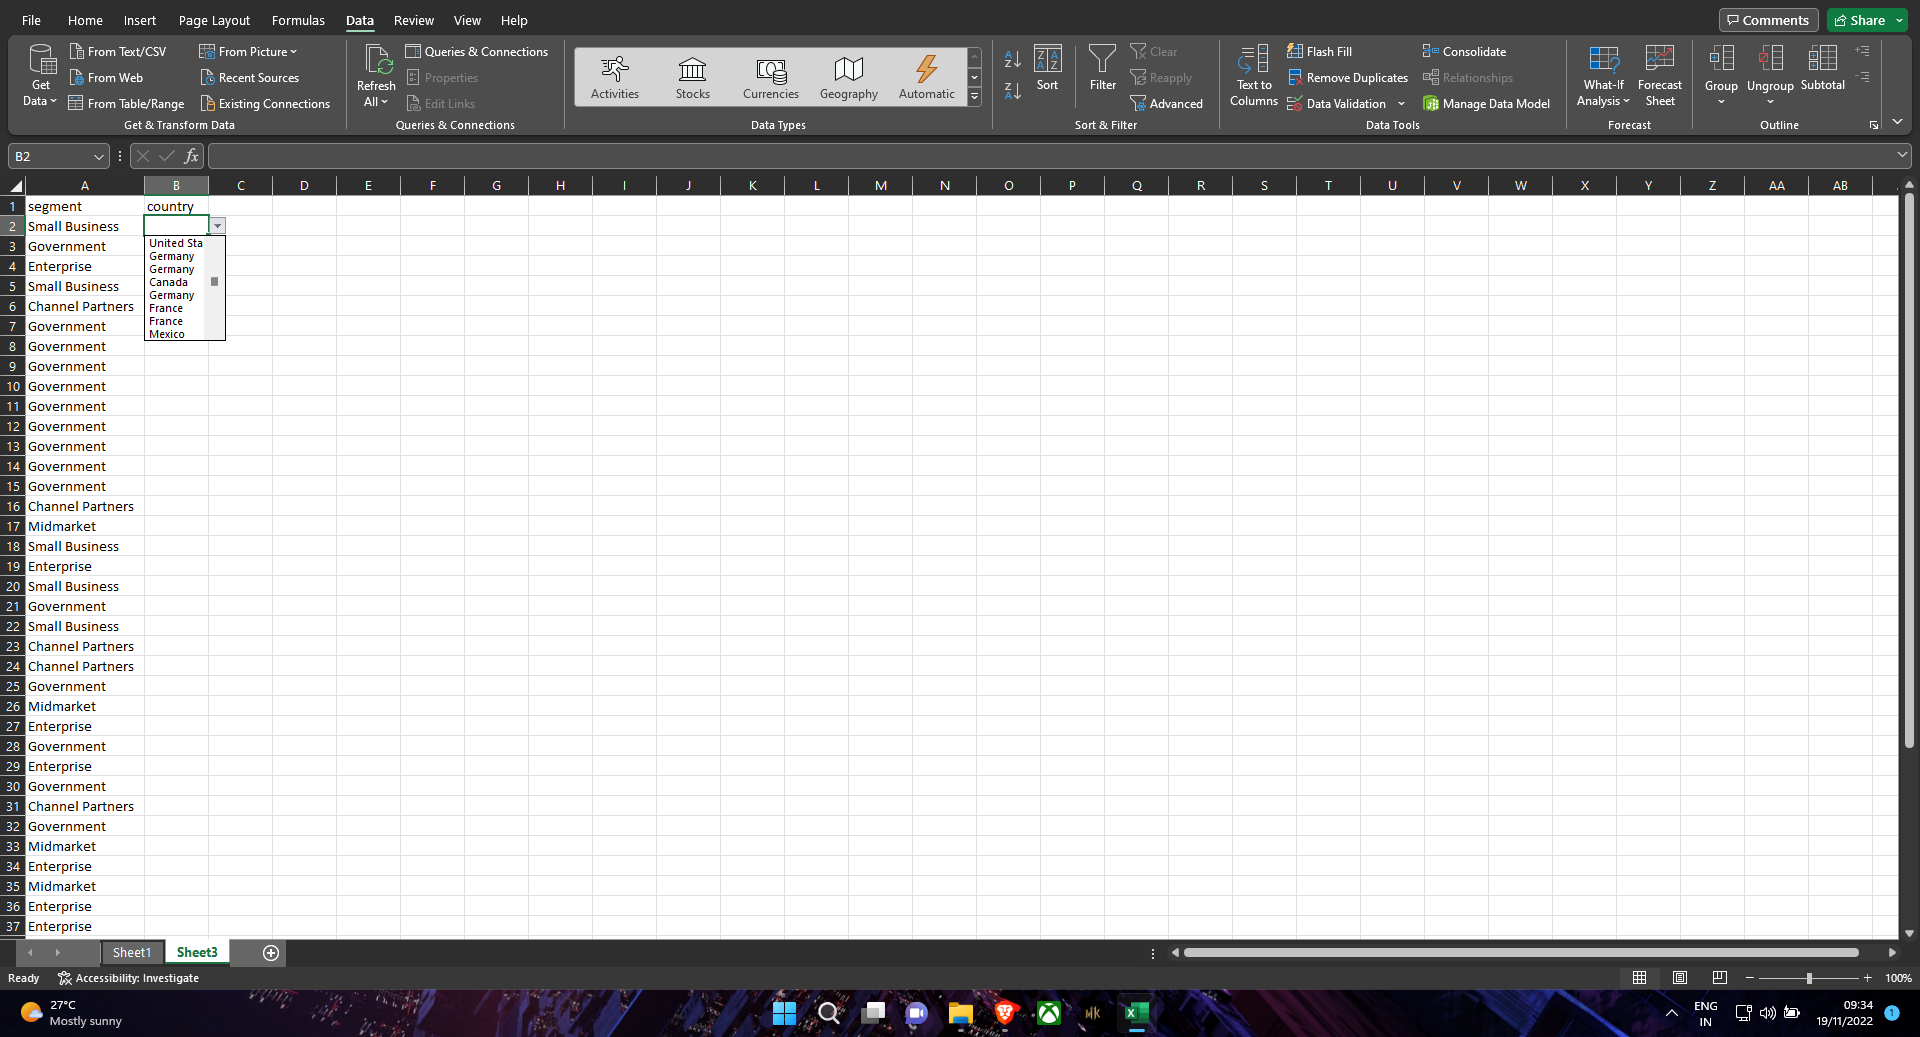 File Home Insert Page Layout Formulas Data Review View Help Comments Share
Get Data
From Text/CSV
From Web
From Table/Range
From Picture
Recent Sources
Existing Connections
Get & Transform Data
Refresh All
Queries & Connections
Properties
Edit Links
Queries & Connections
Activities Stocks Currencies Geography Automatic
Data Types
Sort
Filter
Clear
Reapply
Advanced
Sort & Filter
Text to Columns
Flash Fill
Remove Duplicates
Data Validation
Consolidate
Relationships
Manage Data Model
Data Tools
What-If Analysis
Forecast Sheet
Forecast
Group Ungroup Subtotal
Outline
B2 fx
A B C D E F G H I J K L M N O P Q R S T U V W X Y Z AA AB
1 segment country
2 Small Business
3 Government
4 Enterprise
5 Small Business
6 Channel Partners
7 Government
8 Government
9 Government
10 Government
11 Government
12 Government
13 Government
14 Government
15 Government
16 Channel Partners
17 Midmarket
18 Small Business
19 Enterprise
20 Small Business
21 Government
22 Small Business
23 Channel Partners
24 Channel Partners
25 Government
26 Midmarket
27 Enterprise
28 Government
29 Enterprise
30 Government
31 Channel Partners
32 Government
33 Midmarket
34 Enterprise
35 Midmarket
36 Enterprise
37 Enterprise
United Sta
Germany
Germany
Canada
Germany
France
France
Mexico
Sheet1 Sheet3
Ready Accessibility: Investigate 100%
27°C
Mostly sunny
MK
ENG
IN
09:34
19/11/2022
1